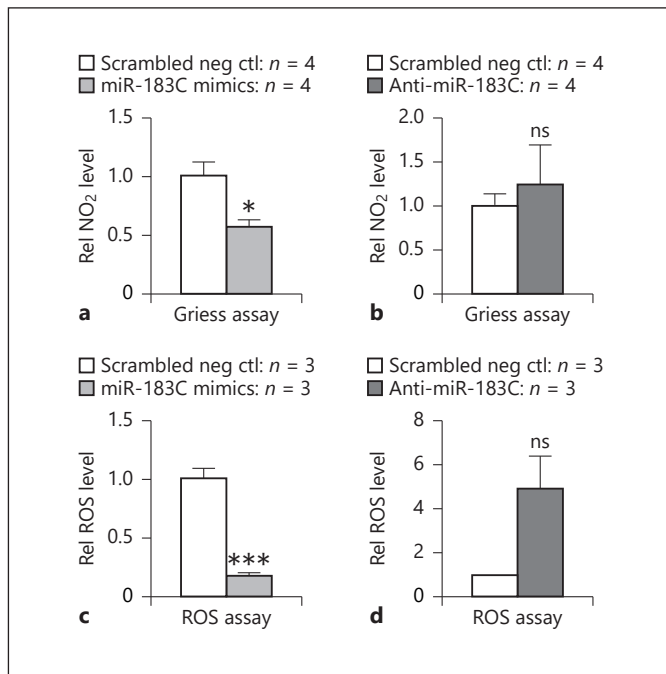 Scrambled neg ctl: n = 4
miR-183C mimics: n = 4
1.5
1.0
0.5
0
Rel NO2 level
*
a
Griess assay
Scrambled neg ctl: n = 4
Anti-miR-183C: n = 4
2.0
1.5
1.0
0.5
0
Rel NO2 level
ns
b
Griess assay
Scrambled neg ctl: n = 3
miR-183C mimics: n = 3
1.5
1.0
0.5
0
Rel ROS level
***
c
ROS assay
Scrambled neg ctl: n = 3
Anti-miR-183C: n = 3
8
6
4
2
0
Rel ROS level
ns
d
ROS assay